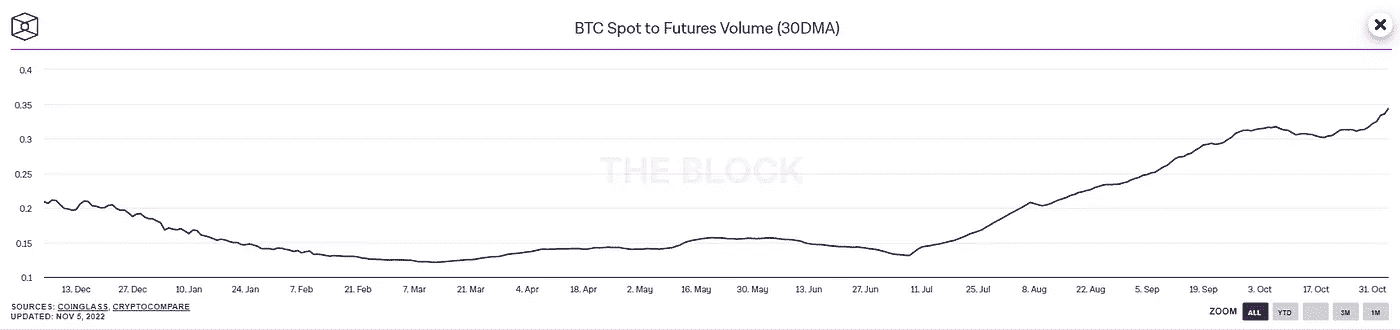 BTC Spot to Futures Volume (30DMA)
0.4
0.35
0.3
0.25
0.2
0.15
0.1
THE BLOCK
13. Dec 27. Dec 10. Jan 24. Jan 7. Feb 21. Feb 7. Mar 21. Mar 4. Apr 18. Apr 2. May 16. May 30. May 13. Jun 27. Jun 11. Jul 25. Jul 8. Aug 22. Aug 5. Sep 19. Sep 3. Oct 17. Oct 31. Oct
SOURCES: COINGLASS, CRYPTOCOMPARE
UPDATED: NOV 5, 2022
ZOOM ALL YTD 3M 1M